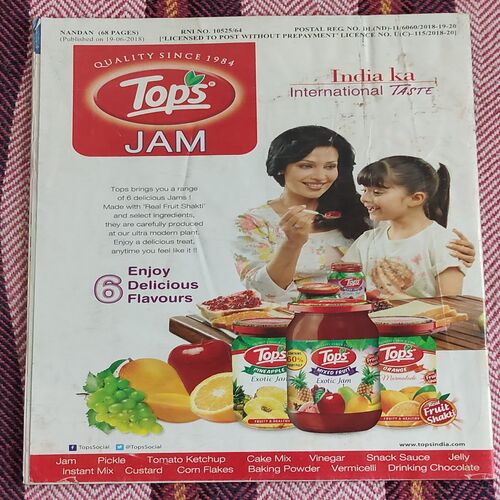 NANDAN (68 PAGES) RNI NO. 10525/64 POSTAL REG. NO. DL(ND)-11/6060/2018-19-20
(Published on 19-06-2018) ["LICENSED TO POST WITHOUT PREPAYMENT" LICENCE NO. U(C)-115/2018-20]
QUALITY SINCE 1984
Tops
JAM
India ka
International TASTE
Tops brings you a range
of 6 delicious Jams !
Made with "Real Fruit Shakti"
and select ingredients,
they are carefully produced
at our ultra modern plant.
Enjoy a delicious treat,
anytime you feel like it !!
6 Enjoy
Delicious
Flavours
Tops
PINEAPPLE
Exotic Jam
Tops
MIXED FRUIT
Exotic Jam
Tops
ORANGE
Marmalade
Real
Fruit
Shakti
TopsSocial @TopsSocial
www.topsindia.com
Jam Pickle Tomato Ketchup Cake Mix Vinegar Snack Sauce Jelly
Instant Mix Custard Corn Flakes Baking Powder Vermicelli Drinking Chocolate